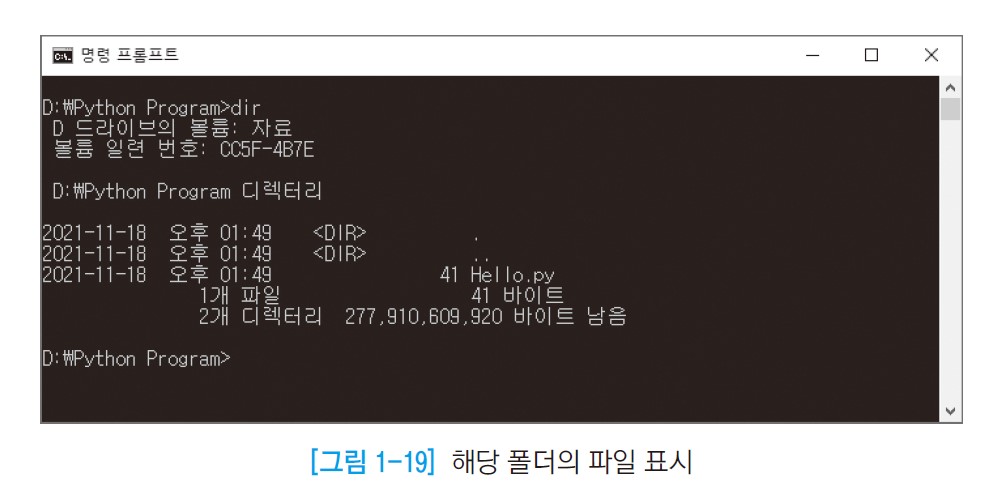 명령 프롬프트
D:₩Python Program>dir
D 드라이브의 볼륨: 자료
볼륨 일련 번호: CC5F-4B7E
D:₩Python Program 디렉터리
2021-11-18 오후 01:49 <DIR> .
2021-11-18 오후 01:49 <DIR> ..
2021-11-18 오후 01:49 41 Hello.py
1개 파일 41 바이트
2개 디렉터리 277,910,609,920 바이트 남음
D:₩Python Program>
[그림 1-19] 해당 폴더의 파일 표시